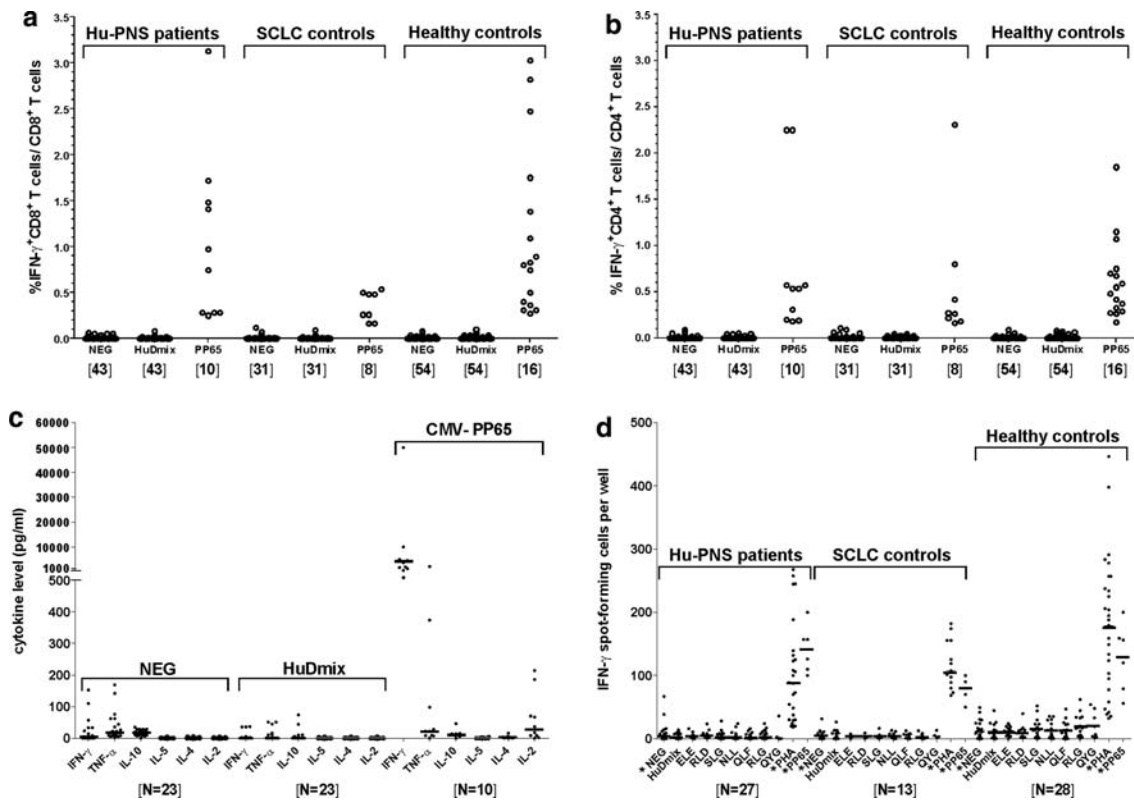 a
Hu-PNS patients SCLC controls Healthy controls
%IFN-γ+CD8+ T cells/ CD8+ T cells
3.5
3.0
2.5
2.0
1.5
1.0
0.5
0.0
NEG HuDmix PP65 NEG HuDmix PP65 NEG HuDmix PP65
[43] [43] [10] [31] [31] [8] [54] [54] [16]
b
Hu-PNS patients SCLC controls Healthy controls
% IFN-γ+CD4+ T cells/ CD4+ T cells
3.5
3.0
2.5
2.0
1.5
1.0
0.5
0.0
NEG HuDmix PP65 NEG HuDmix PP65 NEG HuDmix PP65
[43] [43] [10] [31] [31] [8] [54] [54] [16]
c
CMV- PP65
NEG HuDmix
cytokine level (pg/ml)
60000
50000
40000
30000
20000
10000
1000
500
400
300
200
100
0
IFN-γ TNF-α IL-10 IL-5 IL-4 IL-2 IFN-γ TNF-α IL-10 IL-5 IL-4 IL-2 IFN-γ TNF-α IL-10 IL-5 IL-4 IL-2
[N=23] [N=23] [N=10]
d
Healthy controls
Hu-PNS patients SCLC controls
IFN-γ spot-forming cells per well
500
400
300
200
100
0
*NEG HuDmix ELE RLD SLG NLL QLF RLG QYG *PHA *PP65 *NEG HuDmix ELE RLD SLG NLL QLF RLG QYG *PHA *PP65 *NEG HuDmix ELE RLD SLG NLL QLF RLG QYG *PHA *PP65
[N=27] [N=13] [N=28]